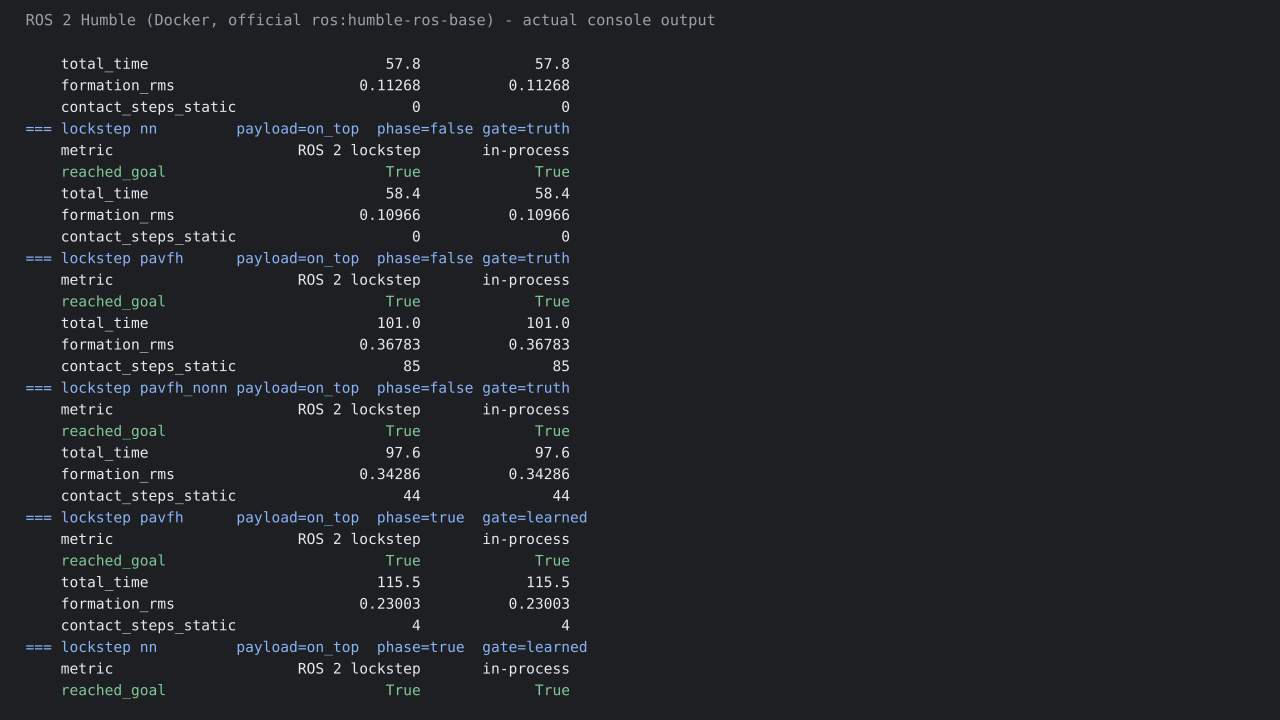 ROS 2 Humble (Docker, official ros:humble-ros-base) - actual console output
total_time 57.8 57.8
formation_rms 0.11268 0.11268
contact_steps_static 0 0
=== lockstep nn payload=on_top phase=false gate=truth
metric ROS 2 lockstep in-process
reached_goal True True
total_time 58.4 58.4
formation_rms 0.10966 0.10966
contact_steps_static 0 0
=== lockstep pavfh payload=on_top phase=false gate=truth
metric ROS 2 lockstep in-process
reached_goal True True
total_time 101.0 101.0
formation_rms 0.36783 0.36783
contact_steps_static 85 85
=== lockstep pavfh_nonn payload=on_top phase=false gate=truth
metric ROS 2 lockstep in-process
reached_goal True True
total_time 97.6 97.6
formation_rms 0.34286 0.34286
contact_steps_static 44 44
=== lockstep pavfh payload=on_top phase=true gate=learned
metric ROS 2 lockstep in-process
reached_goal True True
total_time 115.5 115.5
formation_rms 0.23003 0.23003
contact_steps_static 4 4
=== lockstep nn payload=on_top phase=true gate=learned
metric ROS 2 lockstep in-process
reached_goal True True